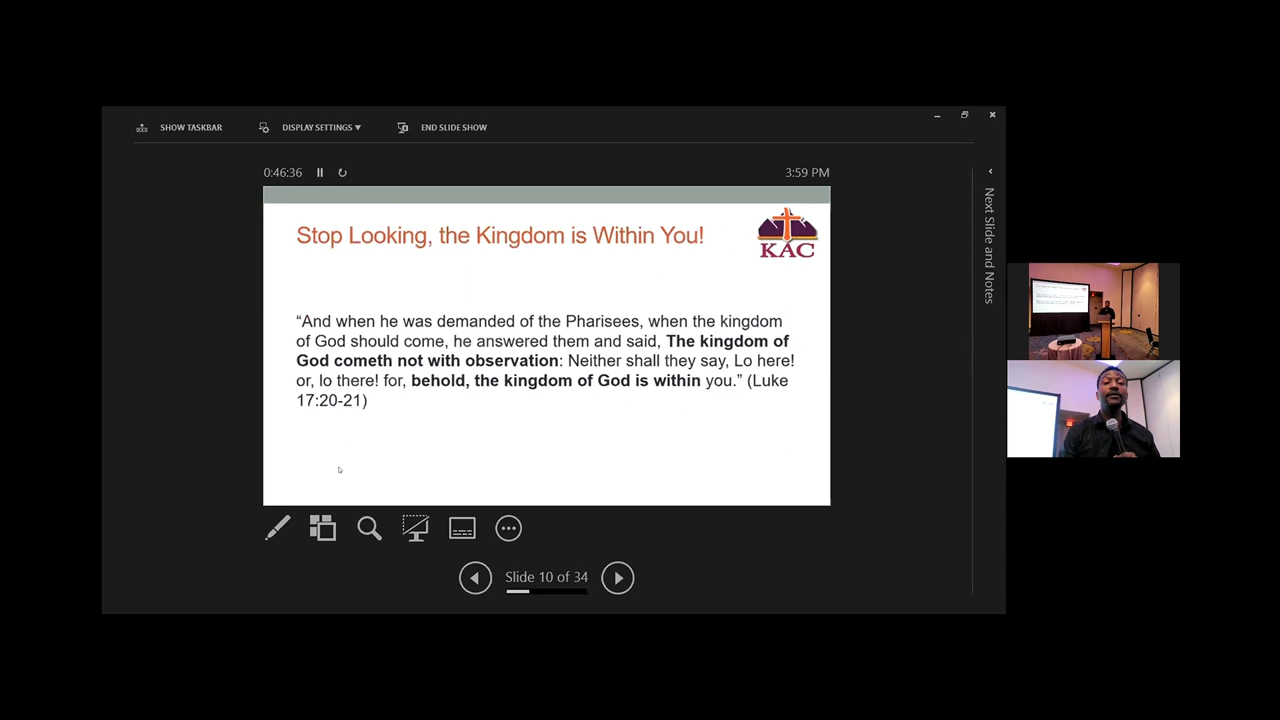 SHOW TASKBAR
DISPLAY SETTINGS ▾
END SLIDE SHOW
0:46:36
3:59 PM
Stop Looking, the Kingdom is Within You!
KAC
“And when he was demanded of the Pharisees, when the kingdom
of God should come, he answered them and said, The kingdom of
God cometh not with observation: Neither shall they say, Lo here!
or, lo there! for, behold, the kingdom of God is within you.” (Luke
17:20-21)
Slide 10 of 34
Next Slide and Notes